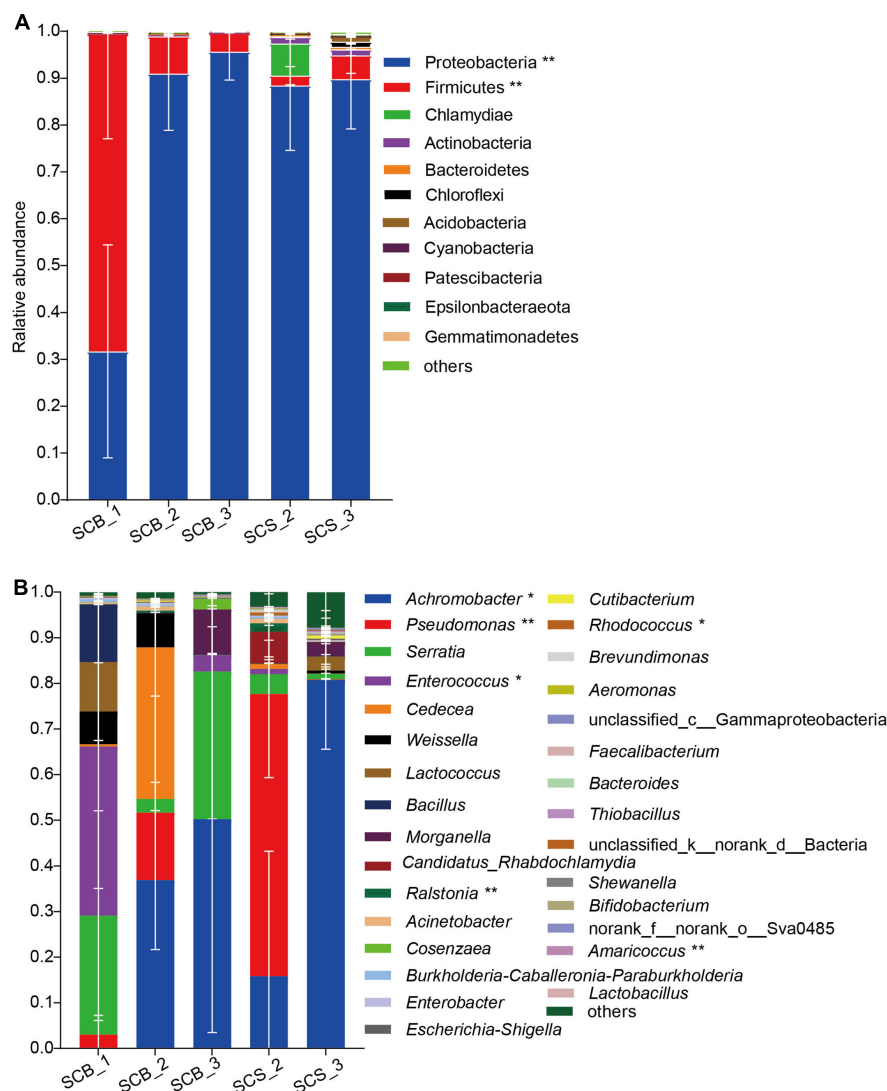 A
Ralative abundance
1.0
0.9
0.8
0.7
0.6
0.5
0.4
0.3
0.2
0.1
0.0
SCB_1
SCB_2
SCB_3
SCS_2
SCS_3
Proteobacteria **
Firmicutes **
Chlamydiae
Actinobacteria
Bacteroidetes
Chloroflexi
Acidobacteria
Cyanobacteria
Patescibacteria
Epsilonbacteraeota
Gemmatimonadetes
others
B
1.0
0.9
0.8
0.7
0.6
0.5
0.4
0.3
0.2
0.1
0.0
SCB_1
SCB_2
SCB_3
SCS_2
SCS_3
Achromobacter *
Pseudomonas **
Serratia
Enterococcus *
Cedecea
Weissella
Lactococcus
Bacillus
Morganella
Candidatus_Rhabdochlamydia
Ralstonia **
Acinetobacter
Cosenzaea
Burkholderia-Caballeronia-Paraburkholderia
Enterobacter
Escherichia-Shigella
Cutibacterium
Rhodococcus *
Brevundimonas
Aeromonas
unclassified_c__Gammaproteobacteria
Faecalibacterium
Bacteroides
Thiobacillus
unclassified_k__norank_d__Bacteria
Shewanella
Bifidobacterium
norank_f__norank_o__Sva0485
Amaricoccus **
Lactobacillus
others